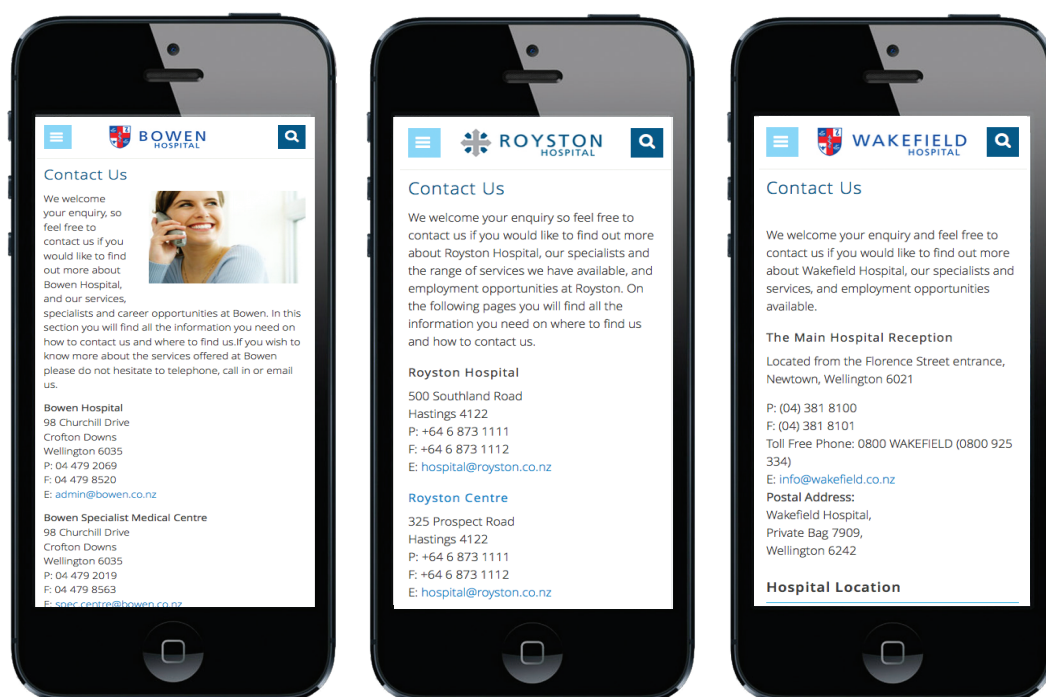 BOWEN
HOSPITAL
Contact Us
We welcome
your enquiry, so
feel free to
contact us if you
would like to find
out more about
Bowen Hospital,
and our services,
specialists and career opportunities at Bowen. In this
section you will find all the information you need on
how to contact us and where to find us.If you wish to
know more about the services offered at Bowen
please do not hesitate to telephone, call in or email
us.
Bowen Hospital
98 Churchill Drive
Crofton Downs
Wellington 6035
P: 04 479 2069
F: 04 479 8520
E: admin@bowen.co.nz
Bowen Specialist Medical Centre
98 Churchill Drive
Crofton Downs
Wellington 6035
P: 04 479 2019
F: 04 479 8563
E: spec.centre@bowen.co.nz
ROYSTON
HOSPITAL
Contact Us
We welcome your enquiry so feel free to
contact us if you would like to find out more
about Royston Hospital, our specialists and
the range of services we have available, and
employment opportunities at Royston. On
the following pages you will find all the
information you need on where to find us
and how to contact us.
Royston Hospital
500 Southland Road
Hastings 4122
P: +64 6 873 1111
F: +64 6 873 1112
E: hospital@royston.co.nz
Royston Centre
325 Prospect Road
Hastings 4122
P: +64 6 873 1111
F: +64 6 873 1112
E: hospital@royston.co.nz
WAKEFIELD
HOSPITAL
Contact Us
We welcome your enquiry and feel free to
contact us if you would like to find out more
about Wakefield Hospital, our specialists and
services, and employment opportunities
available.
The Main Hospital Reception
Located from the Florence Street entrance,
Newtown, Wellington 6021
P: (04) 381 8100
F: (04) 381 8101
Toll Free Phone: 0800 WAKEFIELD (0800 925
334)
E: info@wakefield.co.nz
Postal Address:
Wakefield Hospital,
Private Bag 7909,
Wellington 6242
Hospital Location